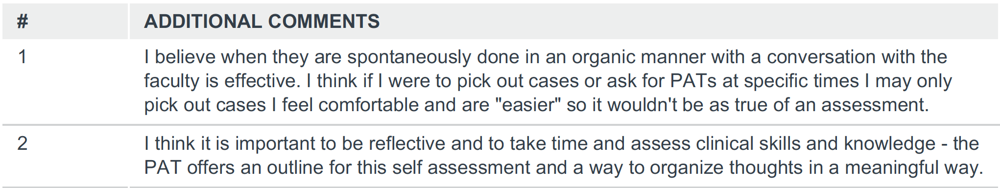 # ADDITIONAL COMMENTS
1 I believe when they are spontaneously done in an organic manner with a conversation with the
faculty is effective. I think if I were to pick out cases or ask for PATs at specific times I may only
pick out cases I feel comfortable and are "easier" so it wouldn't be as true of an assessment.
2 I think it is important to be reflective and to take time and assess clinical skills and knowledge - the
PAT offers an outline for this self assessment and a way to organize thoughts in a meaningful way.